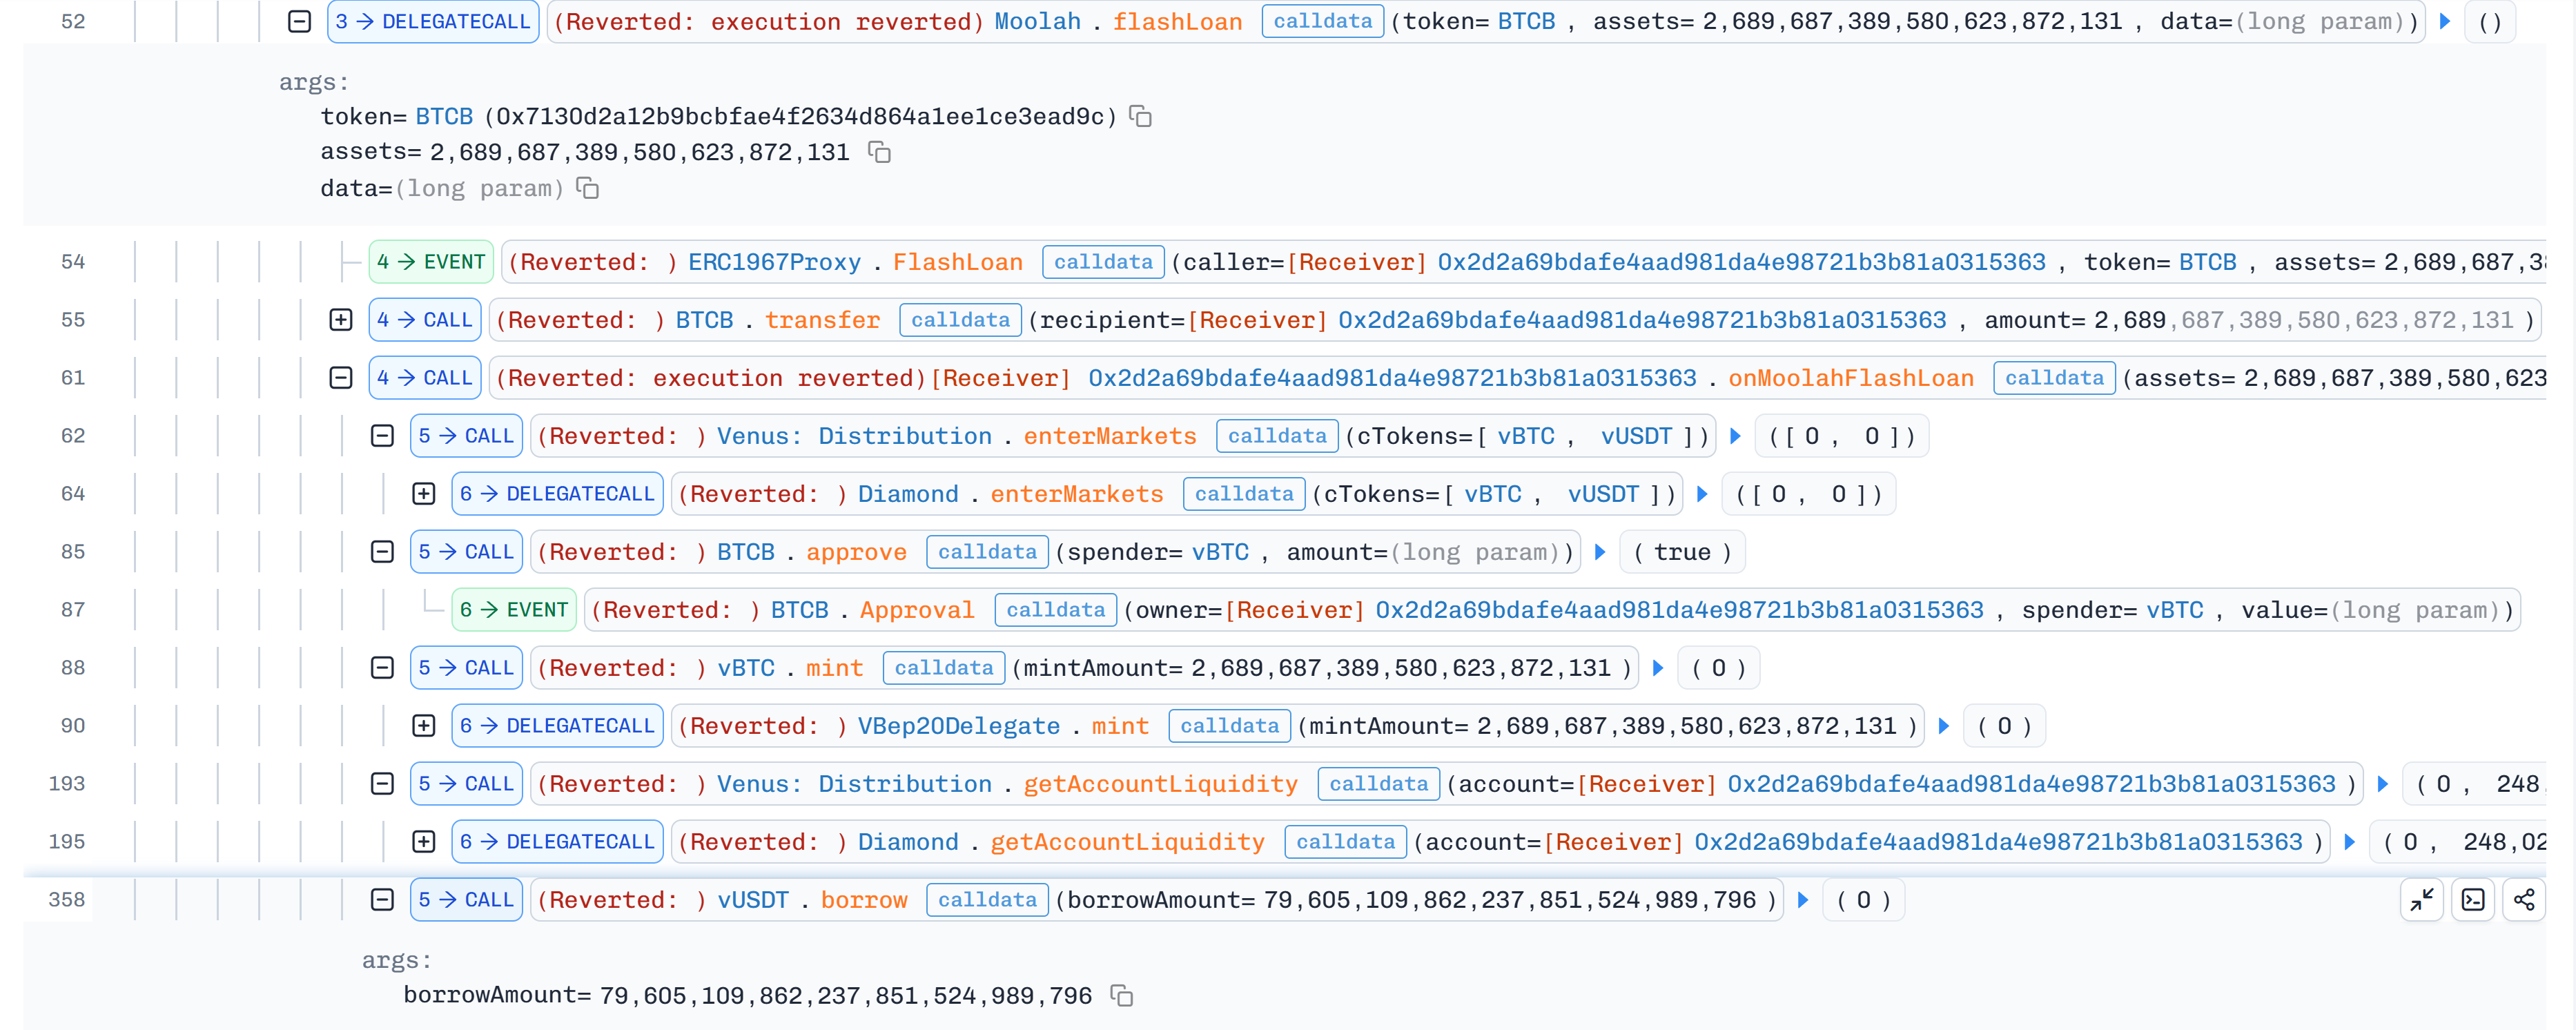 52 3 → DELEGATECALL (Reverted: execution reverted) Moolah . flashLoan calldata (token= BTCB , assets= 2,689,687,389,580,623,872,131 , data=(long param)) ()
args:
token= BTCB (0x7130d2a12b9bcbfae4f2634d864a1ee1ce3ead9c)
assets= 2,689,687,389,580,623,872,131
data=(long param)
54 4 → EVENT (Reverted: ) ERC1967Proxy . FlashLoan calldata (caller=[Receiver] 0x2d2a69bdafe4aad981da4e98721b3b81a0315363 , token= BTCB , assets= 2,689,687,3
55 4 → CALL (Reverted: ) BTCB . transfer calldata (recipient=[Receiver] 0x2d2a69bdafe4aad981da4e98721b3b81a0315363 , amount= 2,689,687,389,580,623,872,131 )
61 4 → CALL (Reverted: execution reverted)[Receiver] 0x2d2a69bdafe4aad981da4e98721b3b81a0315363 . onMoolahFlashLoan calldata (assets= 2,689,687,389,580,623
62 5 → CALL (Reverted: ) Venus: Distribution . enterMarkets calldata (cTokens=[ vBTC , vUSDT ]) ([ 0 , 0 ])
64 6 → DELEGATECALL (Reverted: ) Diamond . enterMarkets calldata (cTokens=[ vBTC , vUSDT ]) ([ 0 , 0 ])
85 5 → CALL (Reverted: ) BTCB . approve calldata (spender= vBTC , amount=(long param)) ( true )
87 6 → EVENT (Reverted: ) BTCB . Approval calldata (owner=[Receiver] 0x2d2a69bdafe4aad981da4e98721b3b81a0315363 , spender= vBTC , value=(long param))
88 5 → CALL (Reverted: ) vBTC . mint calldata (mintAmount= 2,689,687,389,580,623,872,131 ) ( 0 )
90 6 → DELEGATECALL (Reverted: ) VBep20Delegate . mint calldata (mintAmount= 2,689,687,389,580,623,872,131 ) ( 0 )
193 5 → CALL (Reverted: ) Venus: Distribution . getAccountLiquidity calldata (account=[Receiver] 0x2d2a69bdafe4aad981da4e98721b3b81a0315363 ) ( 0 , 248
195 6 → DELEGATECALL (Reverted: ) Diamond . getAccountLiquidity calldata (account=[Receiver] 0x2d2a69bdafe4aad981da4e98721b3b81a0315363 ) ( 0 , 248,02
358 5 → CALL (Reverted: ) vUSDT . borrow calldata (borrowAmount= 79,605,109,862,237,851,524,989,796 ) ( 0 )
args:
borrowAmount= 79,605,109,862,237,851,524,989,796